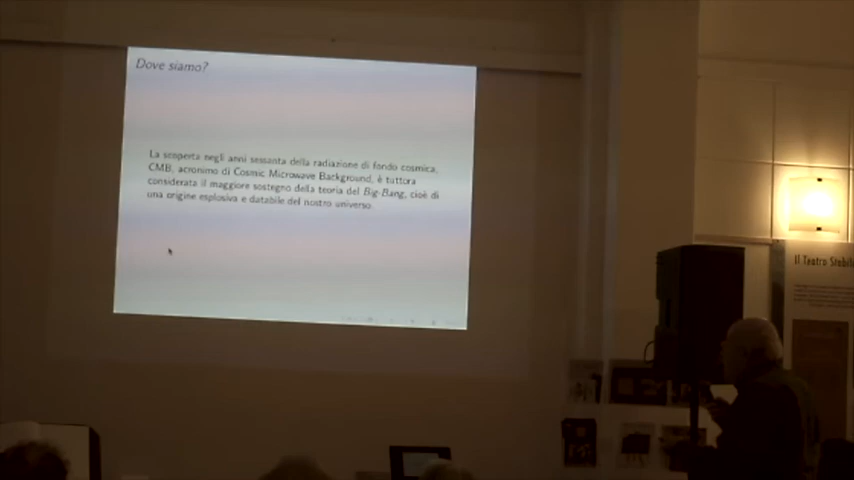 Dove siamo?
La scoperta negli anni sessanta della radiazione di fondo cosmica,
CMB, acronimo di Cosmic Microwave Background, è tuttora
considerata il maggiore sostegno della teoria del Big-Bang, cioè di
una origine esplosiva e databile del nostro universo.
Il Teatro Stabil